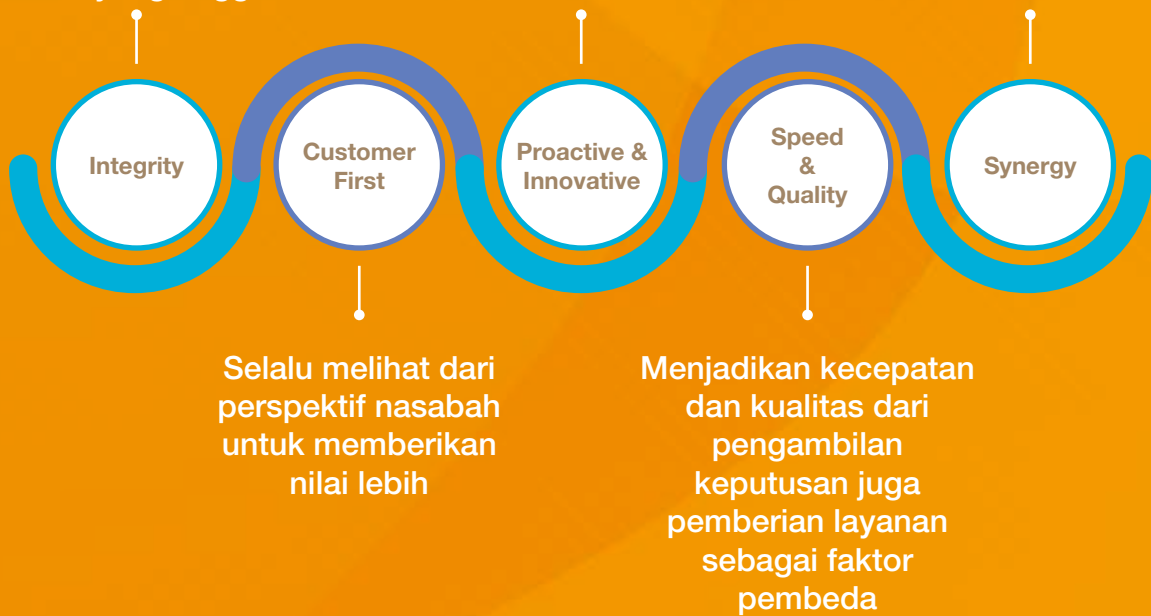 Integrity
Customer
First
Proactive &
Innovative
Speed
&
Quality
Synergy
Selalu melihat dari
perspektif nasabah
untuk memberikan
nilai lebih
Menjadikan kecepatan
dan kualitas dari
pengambilan
keputusan juga
pemberian layanan
sebagai faktor
pembeda